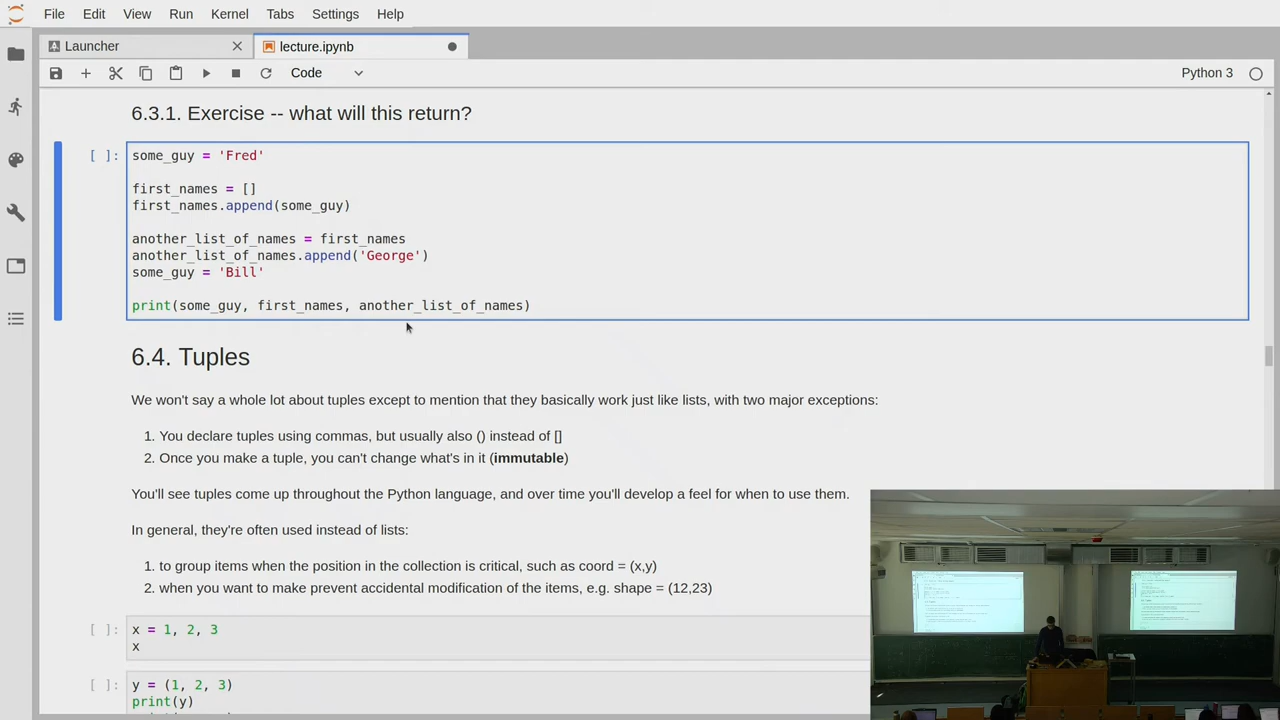 File Edit View Run Kernel Tabs Settings Help
Launcher
lecture.ipynb
Code
Python 3
6.3.1. Exercise -- what will this return?
[ ]:
some_guy = 'Fred'
first_names = []
first_names.append(some_guy)
another_list_of_names = first_names
another_list_of_names.append('George')
some_guy = 'Bill'
print(some_guy, first_names, another_list_of_names)
6.4. Tuples
We won't say a whole lot about tuples except to mention that they basically work just like lists, with two major exceptions:
1. You declare tuples using commas, but usually also () instead of []
2. Once you make a tuple, you can't change what's in it (immutable)
You'll see tuples come up throughout the Python language, and over time you'll develop a feel for when to use them.
In general, they're often used instead of lists:
1. to group items when the position in the collection is critical, such as coord = (x,y)
2. when you want to make prevent accidental modification of the items, e.g. shape = (12,23)
[ ]:
x = 1, 2, 3
x
[ ]:
y = (1, 2, 3)
print(y)